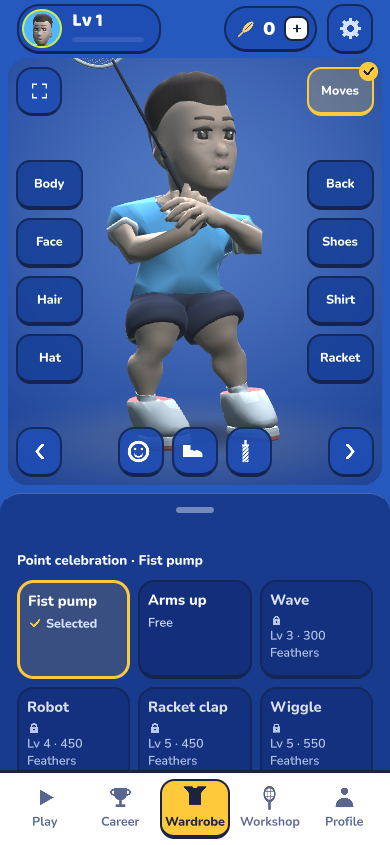 Lv 1
0
+
Moves
Body
Back
Face
Shoes
Hair
Shirt
Hat
Racket
Point celebration · Fist pump
Fist pump
Selected
Arms up
Free
Wave
Lv 3 · 300
Feathers
Robot
Lv 4 · 450
Feathers
Racket clap
Lv 5 · 450
Feathers
Wiggle
Lv 5 · 550
Feathers
Play
Career
Wardrobe
Workshop
Profile